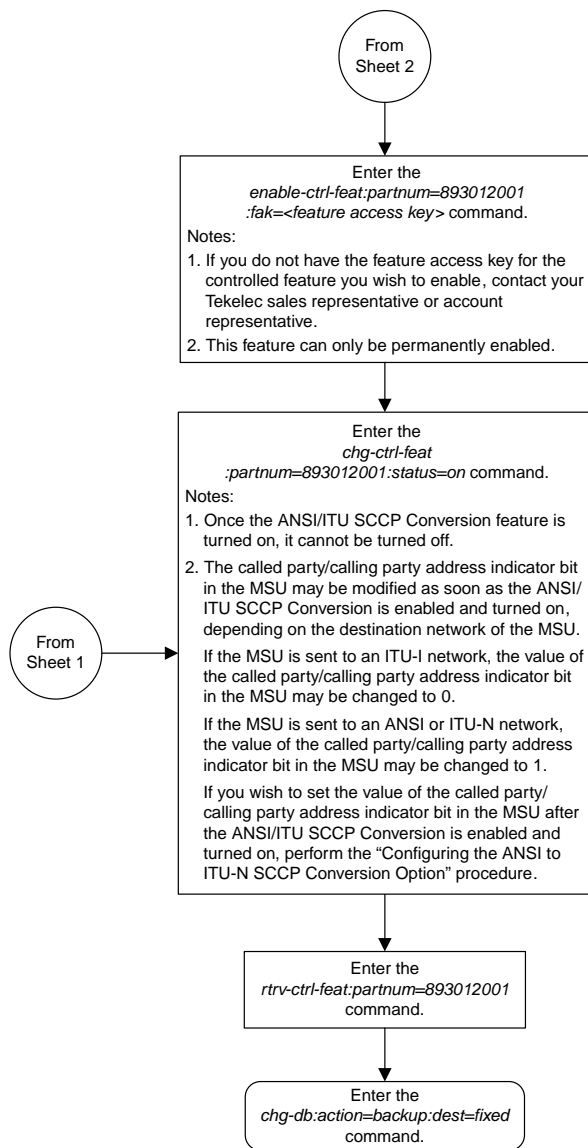 From
Sheet 2
Enter the
enable-ctrl-feat:partnum=893012001
:fak=<feature access key> command.
Notes:
1. If you do not have the feature access key for the
controlled feature you wish to enable, contact your
Tekelec sales representative or account
representative.
2. This feature can only be permanently enabled.
Enter the
chg-ctrl-feat
:partnum=893012001:status=on command.
Notes:
1. Once the ANSI/ITU SCCP Conversion feature is
turned on, it cannot be turned off.
2. The called party/calling party address indicator bit
in the MSU may be modified as soon as the ANSI/
ITU SCCP Conversion is enabled and turned on,
depending on the destination network of the MSU.
If the MSU is sent to an ITU-I network, the value of
the called party/calling party address indicator bit
in the MSU may be changed to 0.
If the MSU is sent to an ANSI or ITU-N network,
the value of the called party/calling party address
indicator bit in the MSU may be changed to 1.
If you wish to set the value of the called party/
calling party address indicator bit in the MSU after
the ANSI/ITU SCCP Conversion is enabled and
turned on, perform the “Configuring the ANSI to
ITU-N SCCP Conversion Option” procedure.
From
Sheet 1
Enter the
rtrv-ctrl-feat:partnum=893012001
command.
Enter the
chg-db:action=backup:dest=fixed
command.